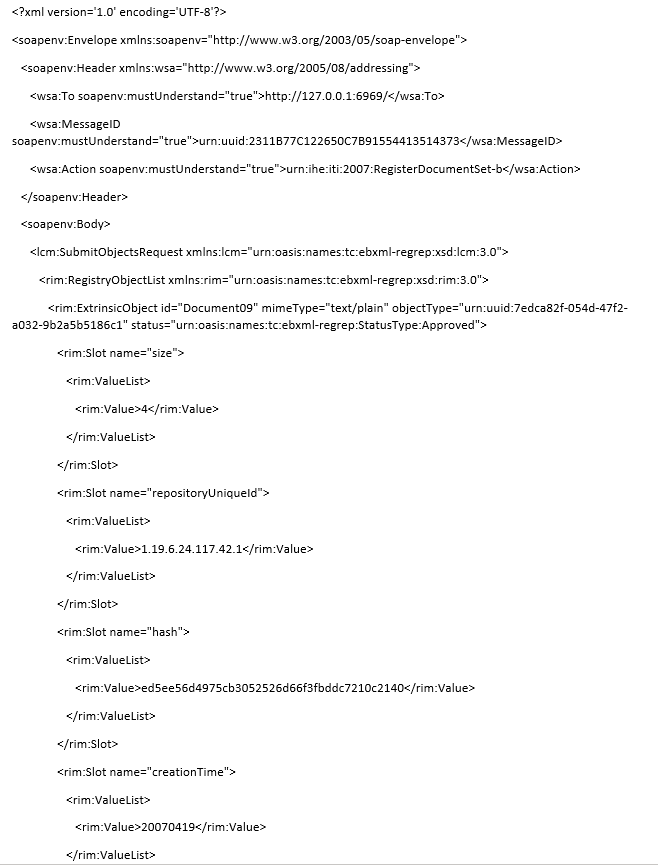 <?xml version='1.0' encoding='UTF-8'?>
<soapenv:Envelope xmlns:soapenv="http://www.w3.org/2003/05/soap-envelope">
<soapenv:Header xmlns:wsa="http://www.w3.org/2005/08/addressing">
<wsa:To soapenv:mustUnderstand="true">http://127.0.0.1:6969/</wsa:To>
<wsa:MessageID
soapenv:mustUnderstand="true">urn:uuid:2311B77C122650C7B91554413514373</wsa:MessageID>
<wsa:Action soapenv:mustUnderstand="true">urn:ihe:iti:2007:RegisterDocumentSet-b</wsa:Action>
</soapenv:Header>
<soapenv:Body>
<lcm:SubmitObjectsRequest xmlns:lcm="urn:oasis:names:tc:ebxml-regrep:xsd:lcm:3.0">
<rim:RegistryObjectList xmlns:rim="urn:oasis:names:tc:ebxml-regrep:xsd:rim:3.0">
<rim:ExtrinsicObject id="Document09" mimeType="text/plain" objectType="urn:uuid:7edca82f-054d-47f2-
a032-9b2a5b5186c1" status="urn:oasis:names:tc:ebxml-regrep:StatusType:Approved">
<rim:Slot name="size">
<rim:ValueList>
<rim:Value>4</rim:Value>
</rim:ValueList>
</rim:Slot>
<rim:Slot name="repositoryUniqueId">
<rim:ValueList>
<rim:Value>1.19.6.24.117.42.1</rim:Value>
</rim:ValueList>
</rim:Slot>
<rim:Slot name="hash">
<rim:ValueList>
<rim:Value>ed5ee56d4975cb3052526d66f3fbddc7210c2140</rim:Value>
</rim:ValueList>
</rim:Slot>
<rim:Slot name="creationTime">
<rim:ValueList>
<rim:Value>20070419</rim:Value>
</rim:ValueList>